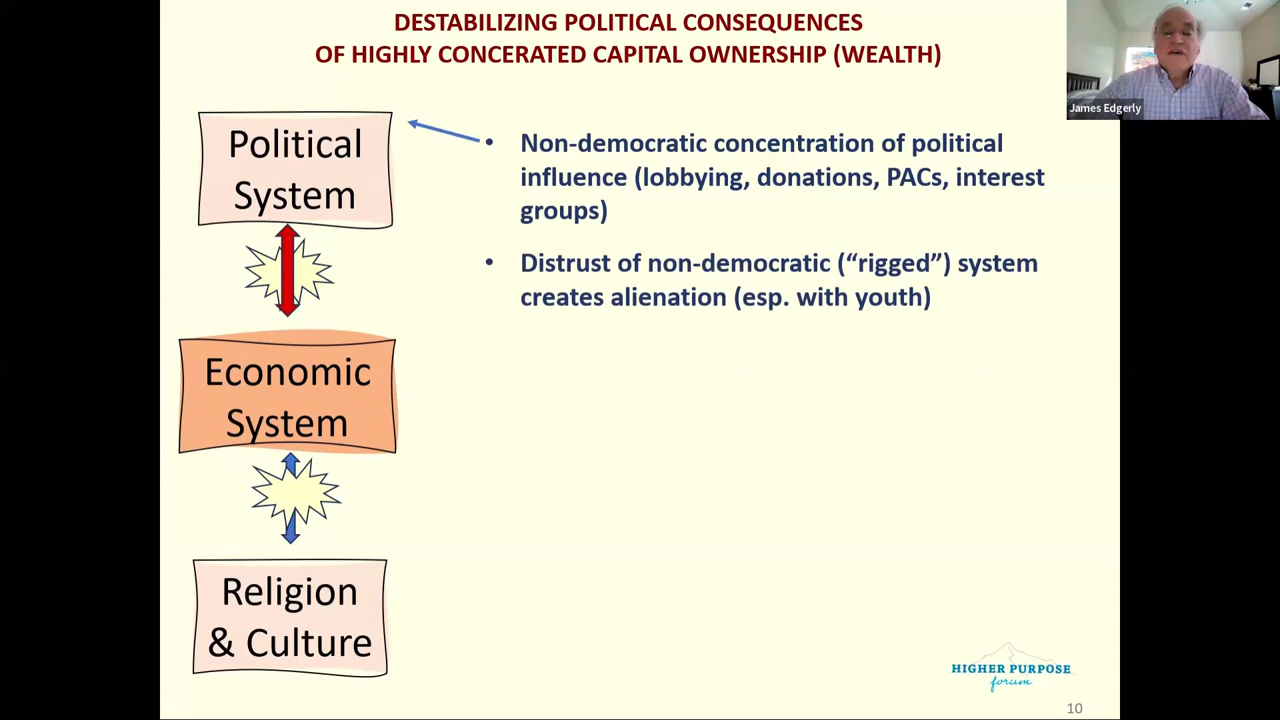 DESTABILIZING POLITICAL CONSEQUENCES
OF HIGHLY CONCERATED CAPITAL OWNERSHIP (WEALTH)
James Edgerly
Political
System
• Non-democratic concentration of political
influence (lobbying, donations, PACs, interest
groups)
• Distrust of non-democratic (“rigged”) system
creates alienation (esp. with youth)
Economic
System
Religion
& Culture
HIGHER PURPOSE
forum
10